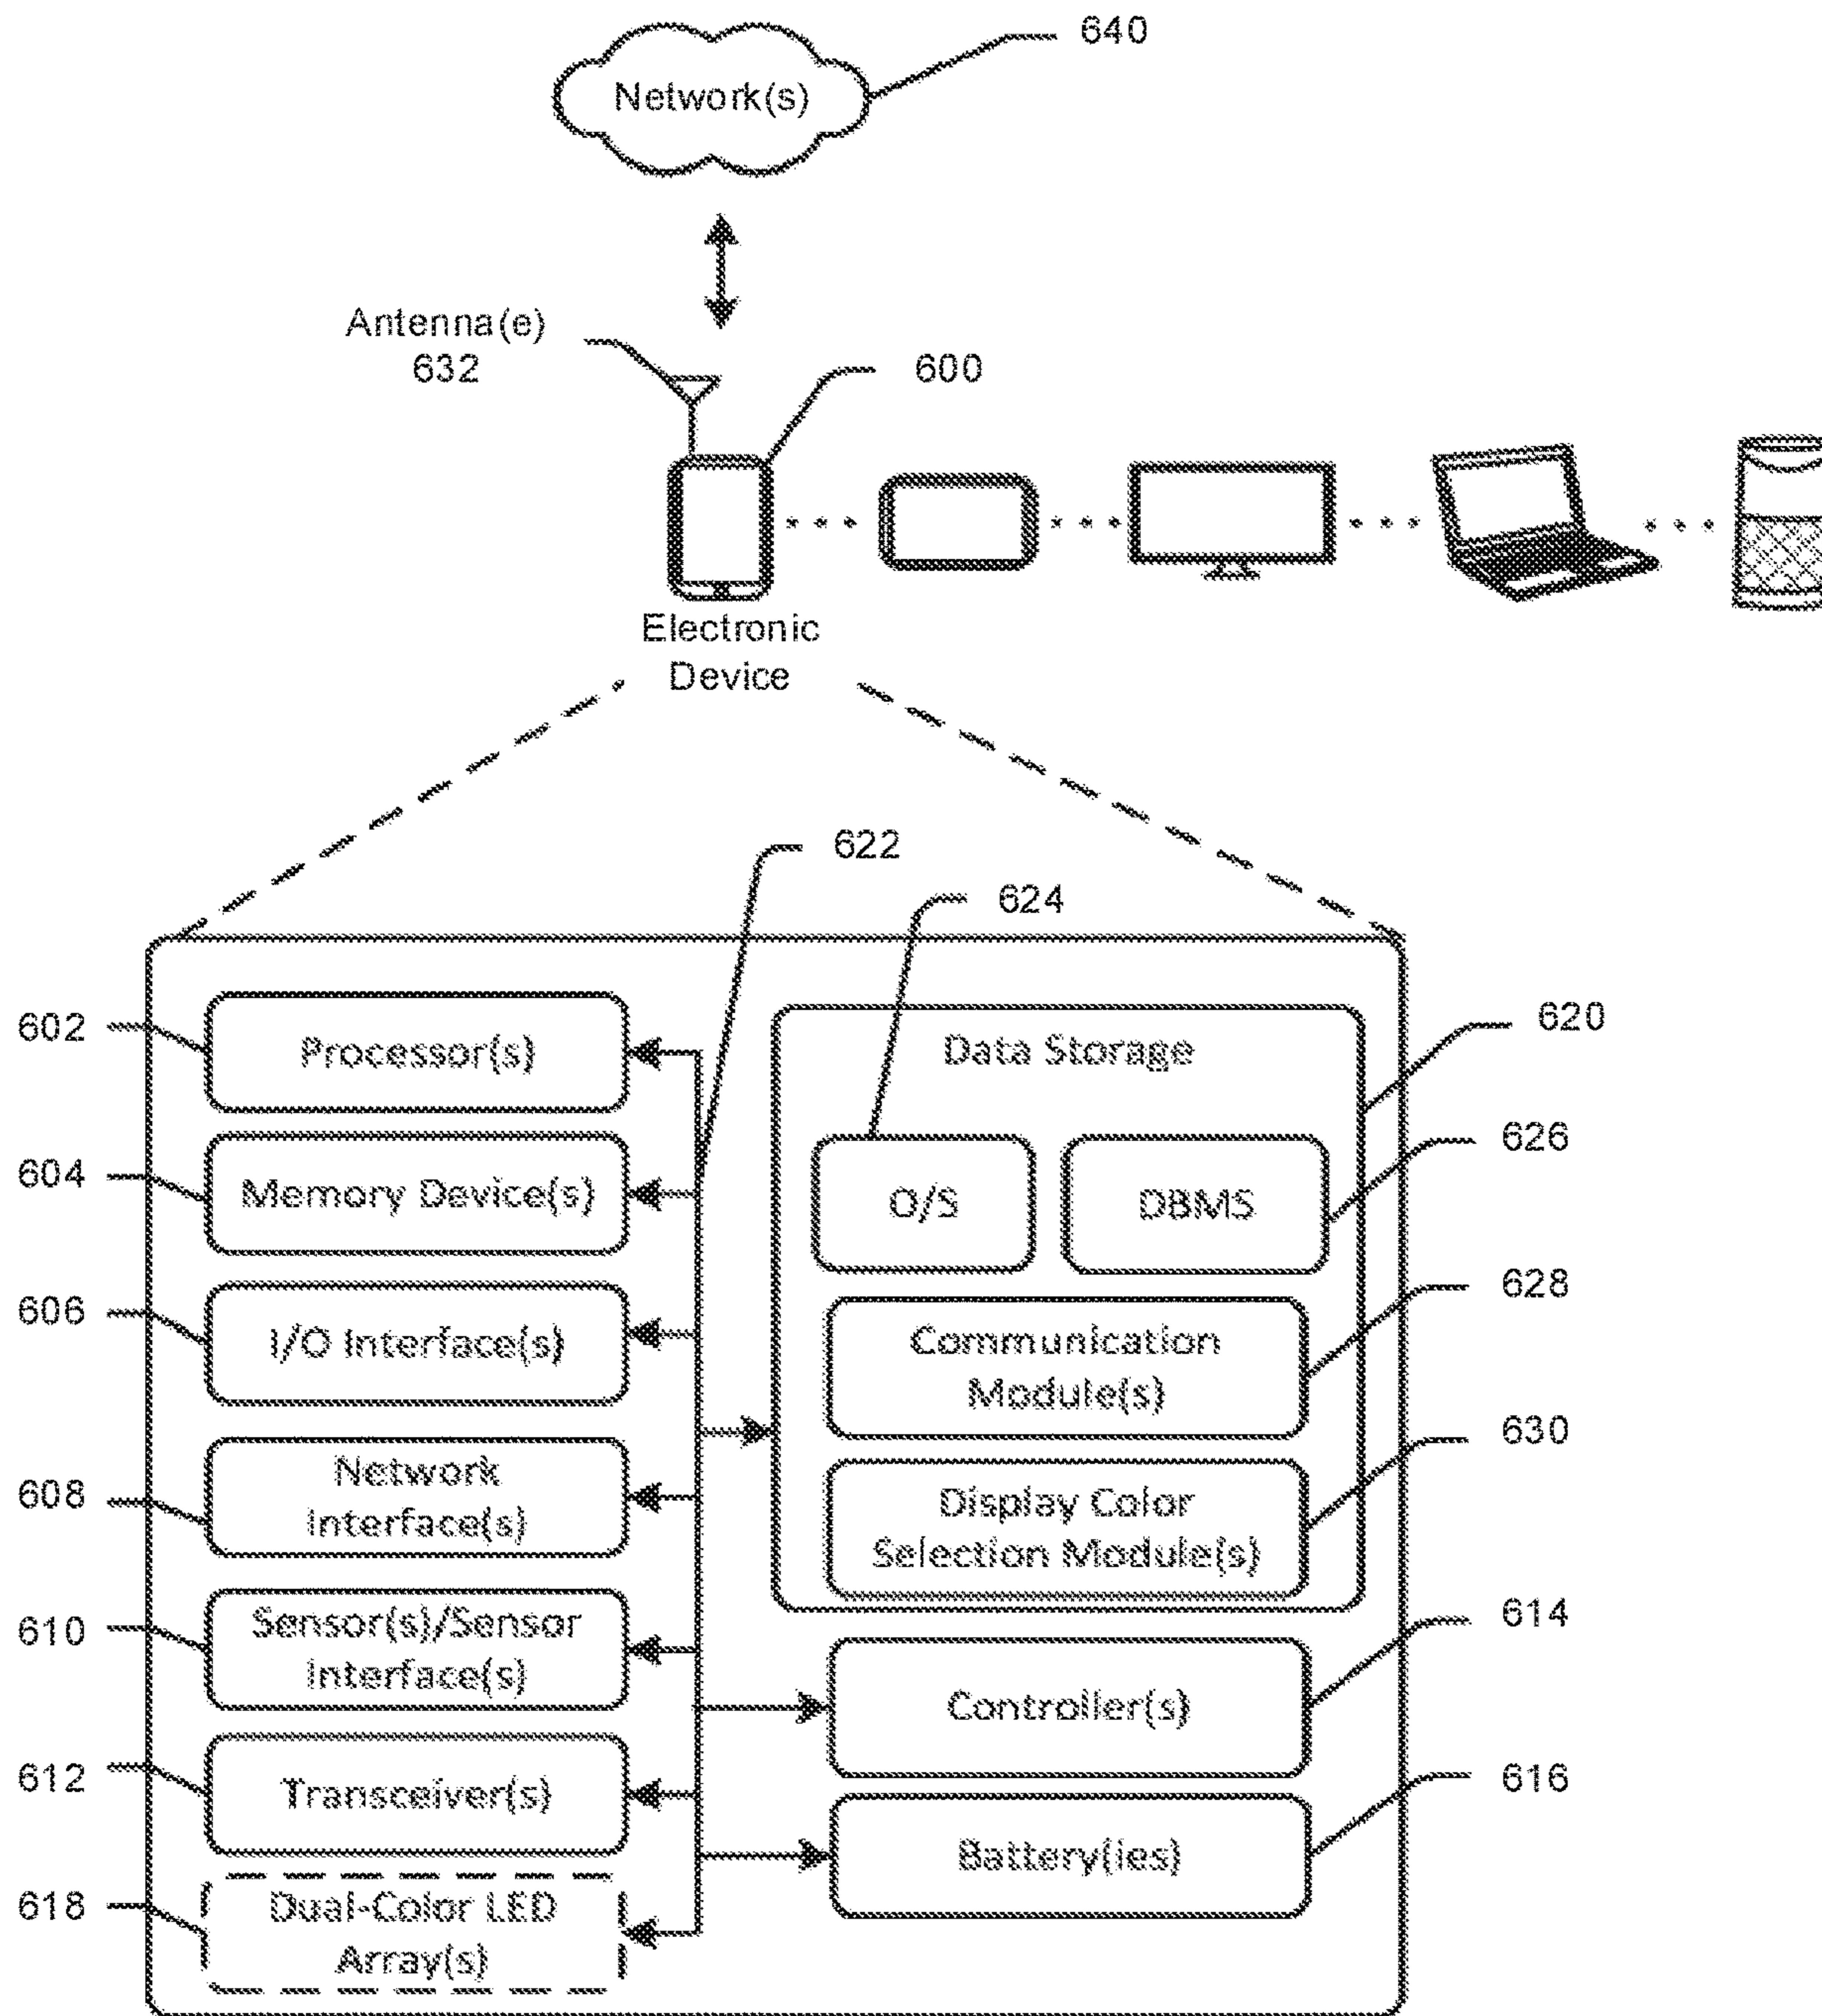 640
Network(s)
Antenna(e)
632
600
Electronic
Device
622
624
602
Processor(s)
Data Storage
620
604
Memory Device(s)
O/S
DBMS
626
606
I/O Interface(s)
Communication
Module(s)
628
608
Network
Interface(s)
Display Color
Selection Module(s)
630
610
Sensor(s)/Sensor
Interface(s)
614
Controller(s)
612
Transceiver(s)
616
Battery(ies)
618
Dual-Color LED
Array(s)